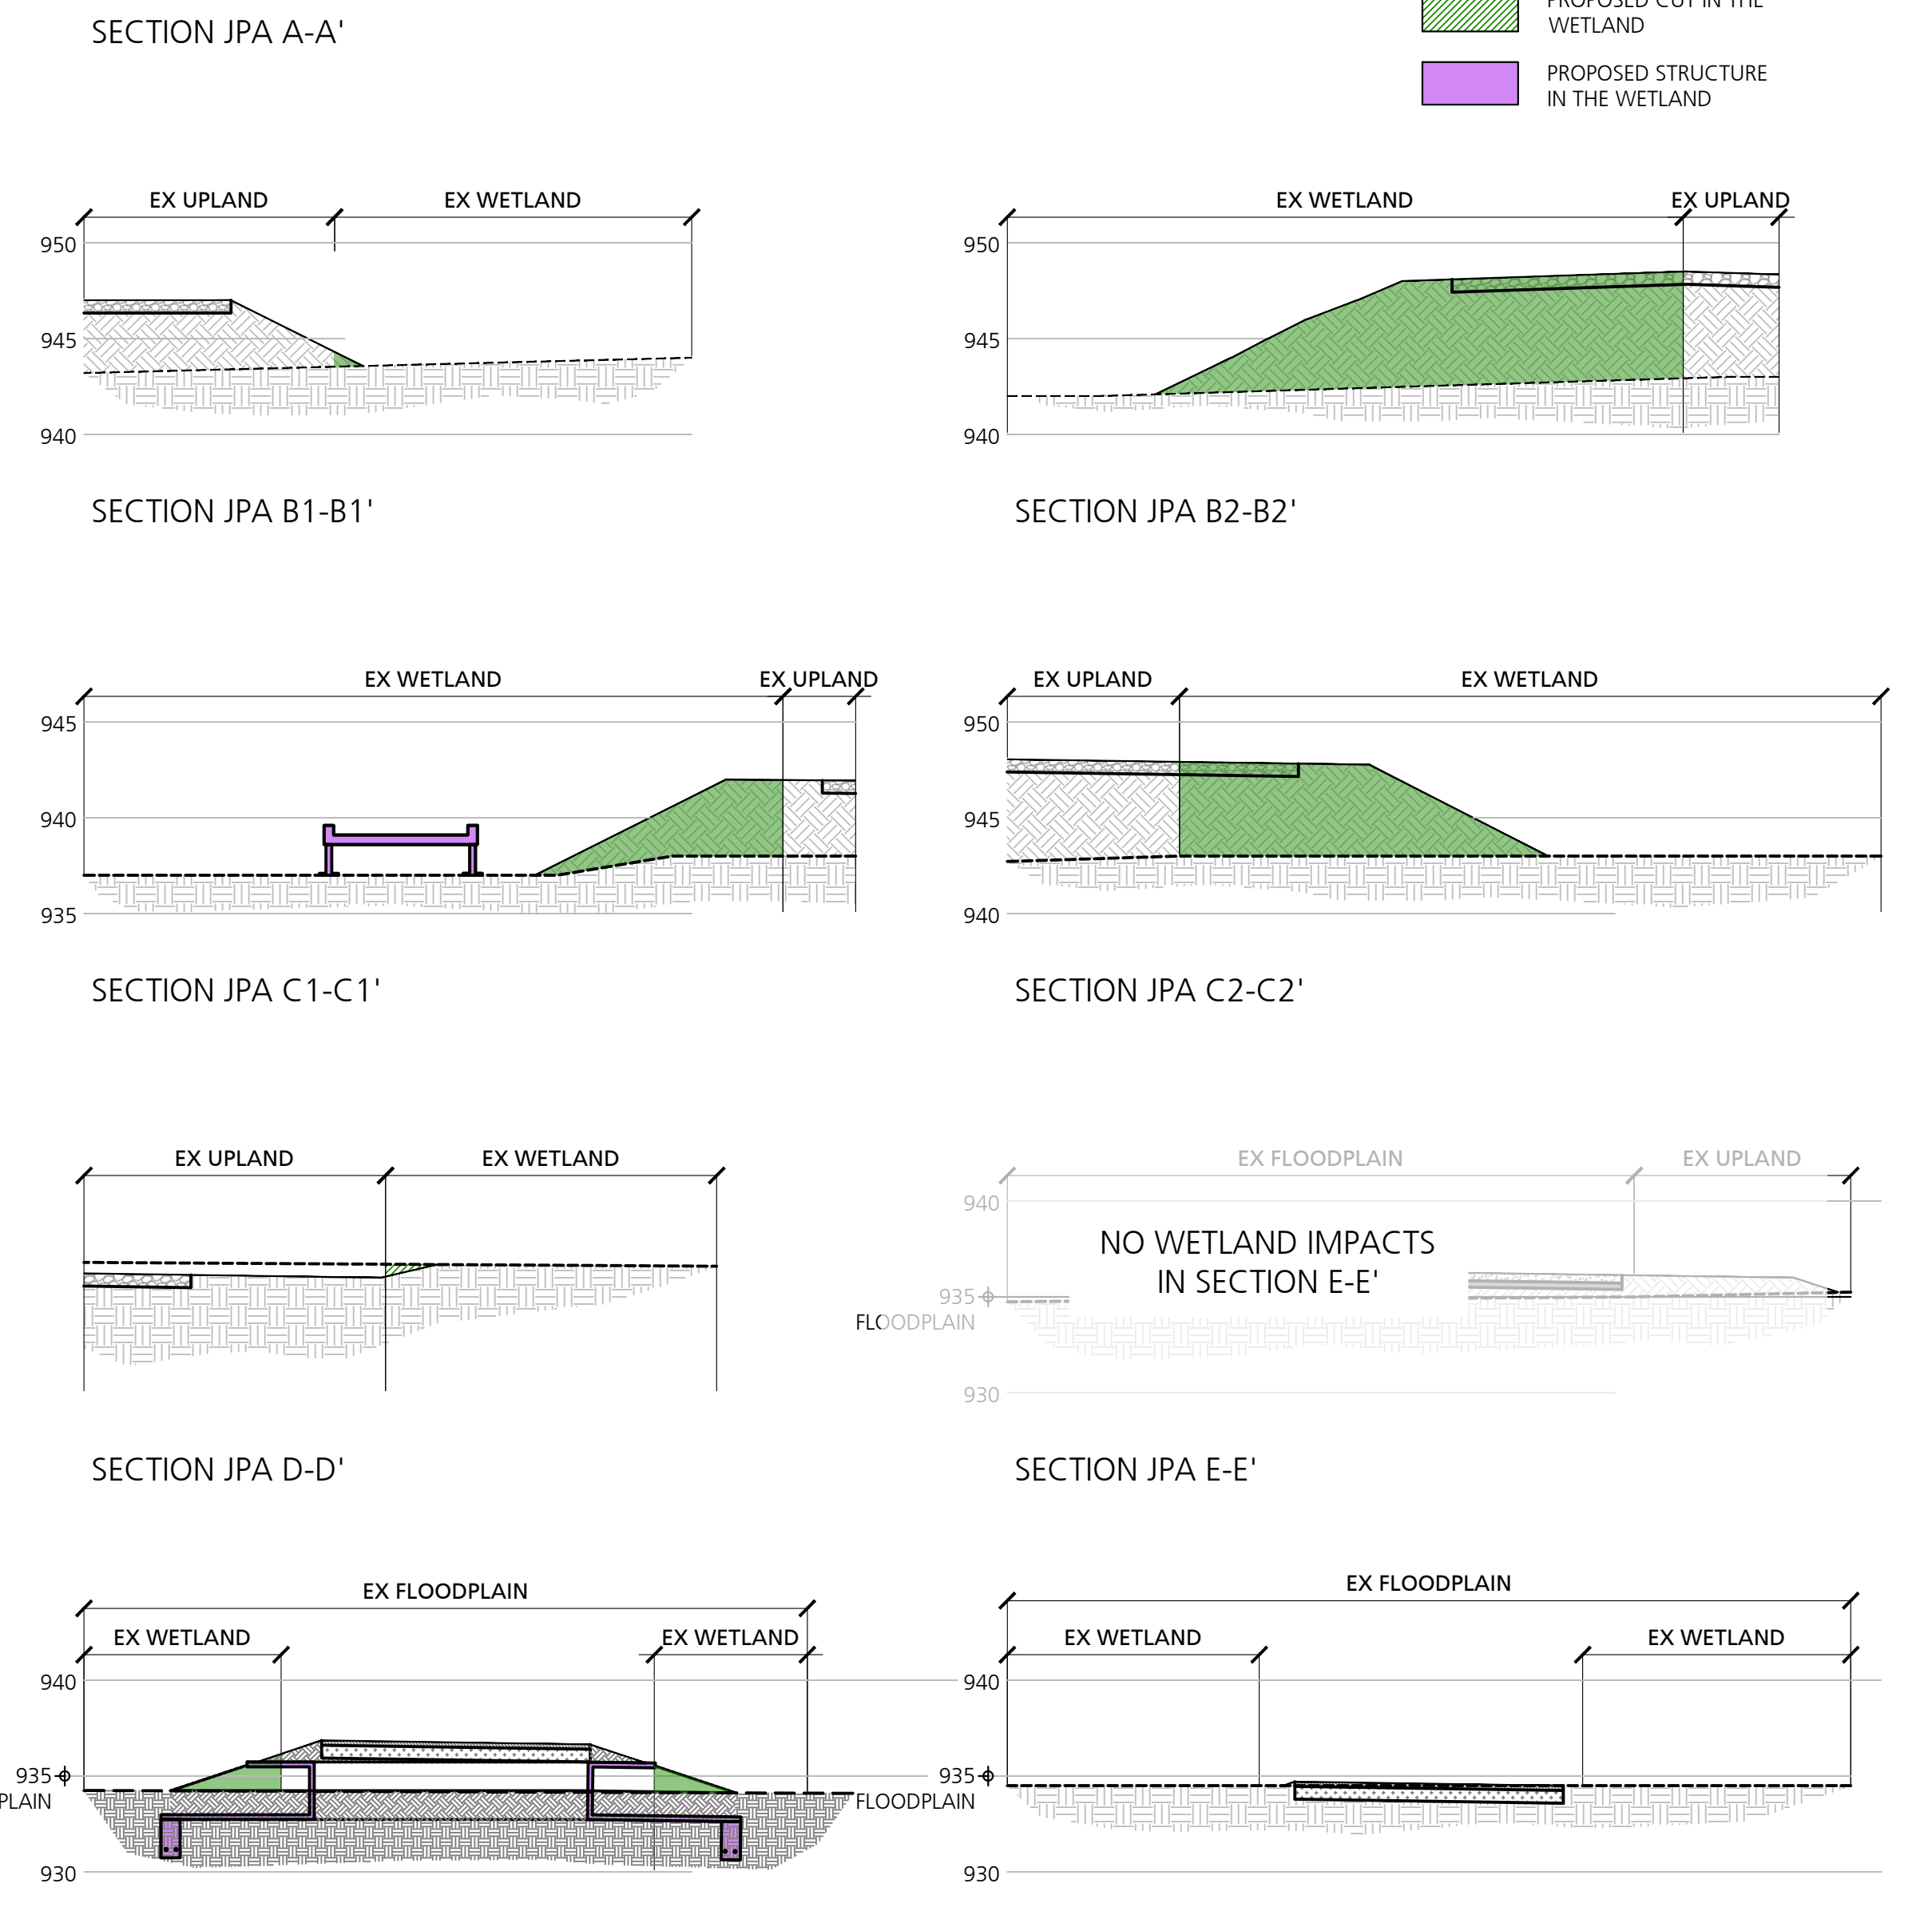 SECTION JPA A-A'
PROPOSED CUT IN THE
WETLAND
PROPOSED STRUCTURE
IN THE WETLAND
EX UPLAND
EX WETLAND
950
945
940
EX WETLAND
EX UPLAND
950
945
940
SECTION JPA B1-B1'
SECTION JPA B2-B2'
EX WETLAND
EX UPLAND
945
940
935
EX UPLAND
EX WETLAND
950
945
940
SECTION JPA C1-C1'
SECTION JPA C2-C2'
EX UPLAND
EX WETLAND
EX FLOODPLAIN
EX UPLAND
940
NO WETLAND IMPACTS
IN SECTION E-E'
935
FLOODPLAIN
930
SECTION JPA D-D'
SECTION JPA E-E'
EX FLOODPLAIN
EX WETLAND
EX WETLAND
940
935
PLAIN
930
EX FLOODPLAIN
EX WETLAND
EX WETLAND
940
935
FLOODPLAIN
930